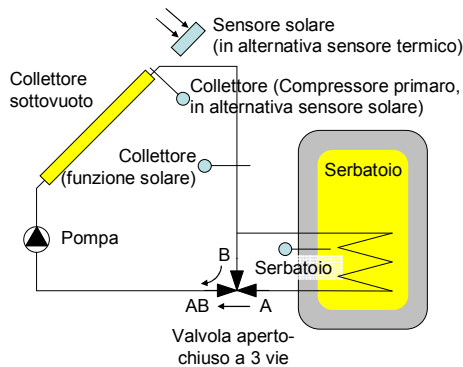 Sensore solare
(in alternativa sensore termico)
Collettore
sottovuoto
Collettore (Compressore primaro,
in alternativa sensore solare)
Collettore
(funzione solare)
Serbatoio
Pompa
B
Serbatoio
AB
A
Valvola aperto-
chiuso a 3 vie